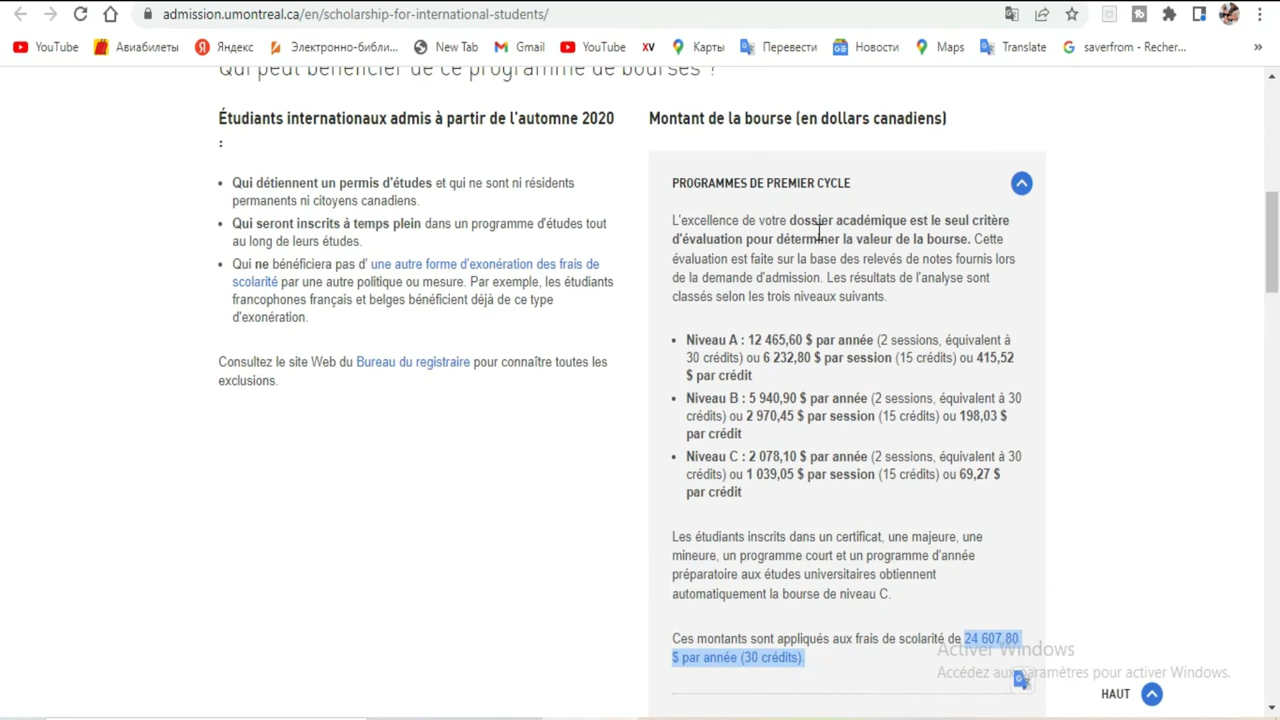 admission.umontreal.ca/en/scholarship-for-international-students/
YouTube
Авиабилеты
Яндекс
Электронно-библи...
New Tab
Gmail
YouTube
XV
Карты
Перевести
Новости
Maps
Translate
saverfrom - Recher...
»
Qui peut bénéficier de ce programme de bourses ?
Étudiants internationaux admis à partir de l'automne 2020
:
• Qui détiennent un permis d'études et qui ne sont ni résidents
permanents ni citoyens canadiens.
• Qui seront inscrits à temps plein dans un programme d'études tout
au long de leurs études.
• Qui ne bénéficiera pas d' une autre forme d'exonération des frais de
scolarité par une autre politique ou mesure. Par exemple, les étudiants
francophones français et belges bénéficient déjà de ce type
d'exonération.
Consultez le site Web du Bureau du registraire pour connaître toutes les
exclusions.
Montant de la bourse (en dollars canadiens)
PROGRAMMES DE PREMIER CYCLE
L'excellence de votre dossier académique est le seul critère
d'évaluation pour déterminer la valeur de la bourse. Cette
évaluation est faite sur la base des relevés de notes fournis lors
de la demande d'admission. Les résultats de l'analyse sont
classés selon les trois niveaux suivants.
• Niveau A : 12 465,60 $ par année (2 sessions, équivalent à
30 crédits) ou 6 232,80 $ par session (15 crédits) ou 415,52
$ par crédit
• Niveau B : 5 940,90 $ par année (2 sessions, équivalent à 30
crédits) ou 2 970,45 $ par session (15 crédits) ou 198,03 $
par crédit
• Niveau C : 2 078,10 $ par année (2 sessions, équivalent à 30
crédits) ou 1 039,05 $ par session (15 crédits) ou 69,27 $
par crédit
Les étudiants inscrits dans un certificat, une majeure, une
mineure, un programme court et un programme d'année
préparatoire aux études universitaires obtiennent
automatiquement la bourse de niveau C.
Ces montants sont appliqués aux frais de scolarité de 24 607,80
$ par année (30 crédits).
Activer Windows
Accédez aux paramètres pour activer Windows.
HAUT